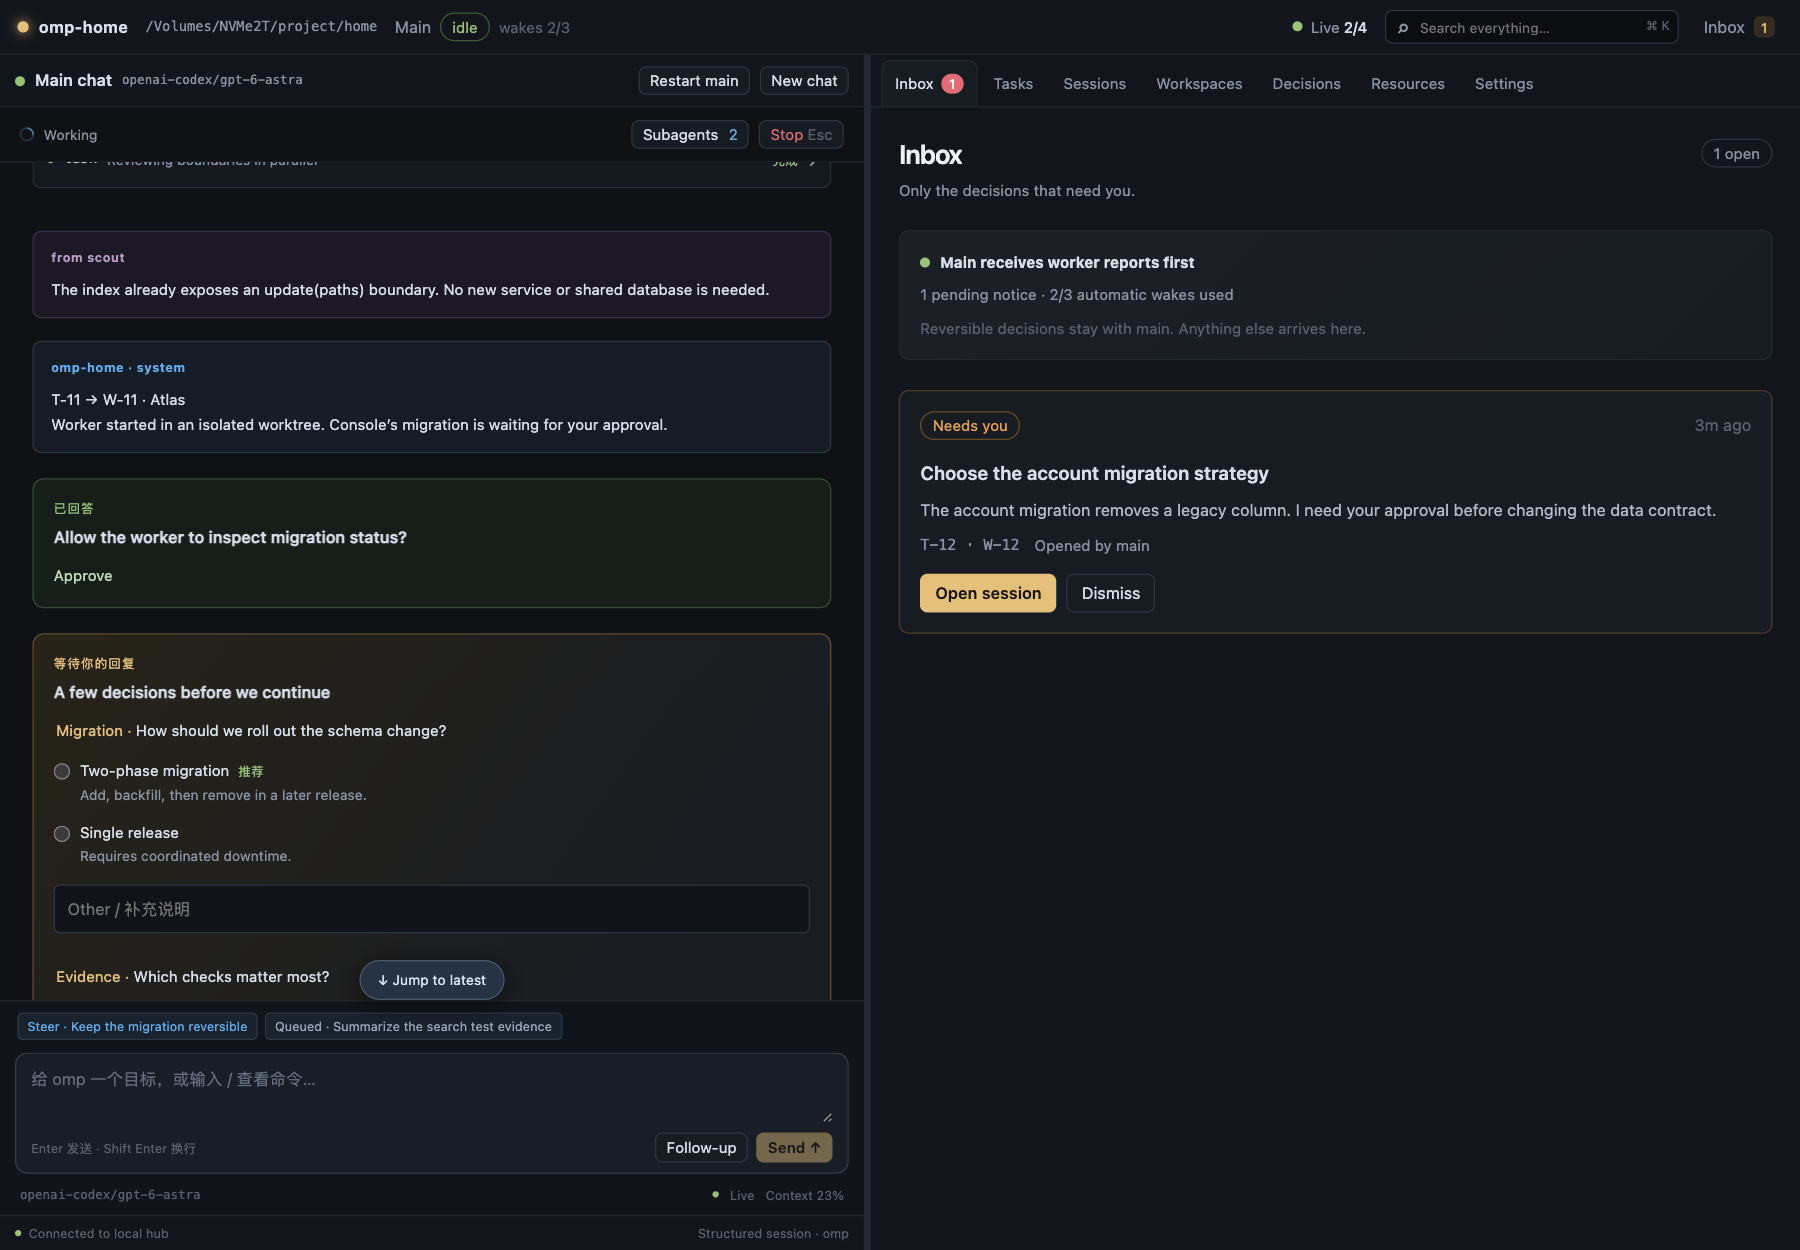 omp-home /Volumes/NVMe2T/project/home Main idle wakes 2/3
Live 2/4 Search everything... ⌘ K Inbox 1
Main chat openai-codex/gpt-6-astra Restart main New chat
Working Subagents 2 Stop Esc
Reviewing boundaries in parallel 完成
from scout
The index already exposes an update(paths) boundary. No new service or shared database is needed.
omp-home · system
T-11 → W-11 · Atlas
Worker started in an isolated worktree. Console’s migration is waiting for your approval.
已回答
Allow the worker to inspect migration status?
Approve
等待你的回复
A few decisions before we continue
Migration · How should we roll out the schema change?
Two-phase migration 推荐
Add, backfill, then remove in a later release.
Single release
Requires coordinated downtime.
Other / 补充说明
Evidence · Which checks matter most?
↓ Jump to latest
Steer · Keep the migration reversible Queued · Summarize the search test evidence
给 omp 一个目标，或输入 / 查看命令...
Enter 发送 · Shift Enter 换行 Follow-up Send ↑
openai-codex/gpt-6-astra Live Context 23%
Connected to local hub Structured session · omp
Inbox 1 Tasks Sessions Workspaces Decisions Resources Settings
Inbox 1 open
Only the decisions that need you.
Main receives worker reports first
1 pending notice · 2/3 automatic wakes used
Reversible decisions stay with main. Anything else arrives here.
Needs you 3m ago
Choose the account migration strategy
The account migration removes a legacy column. I need your approval before changing the data contract.
T-12 · W-12 Opened by main
Open session Dismiss